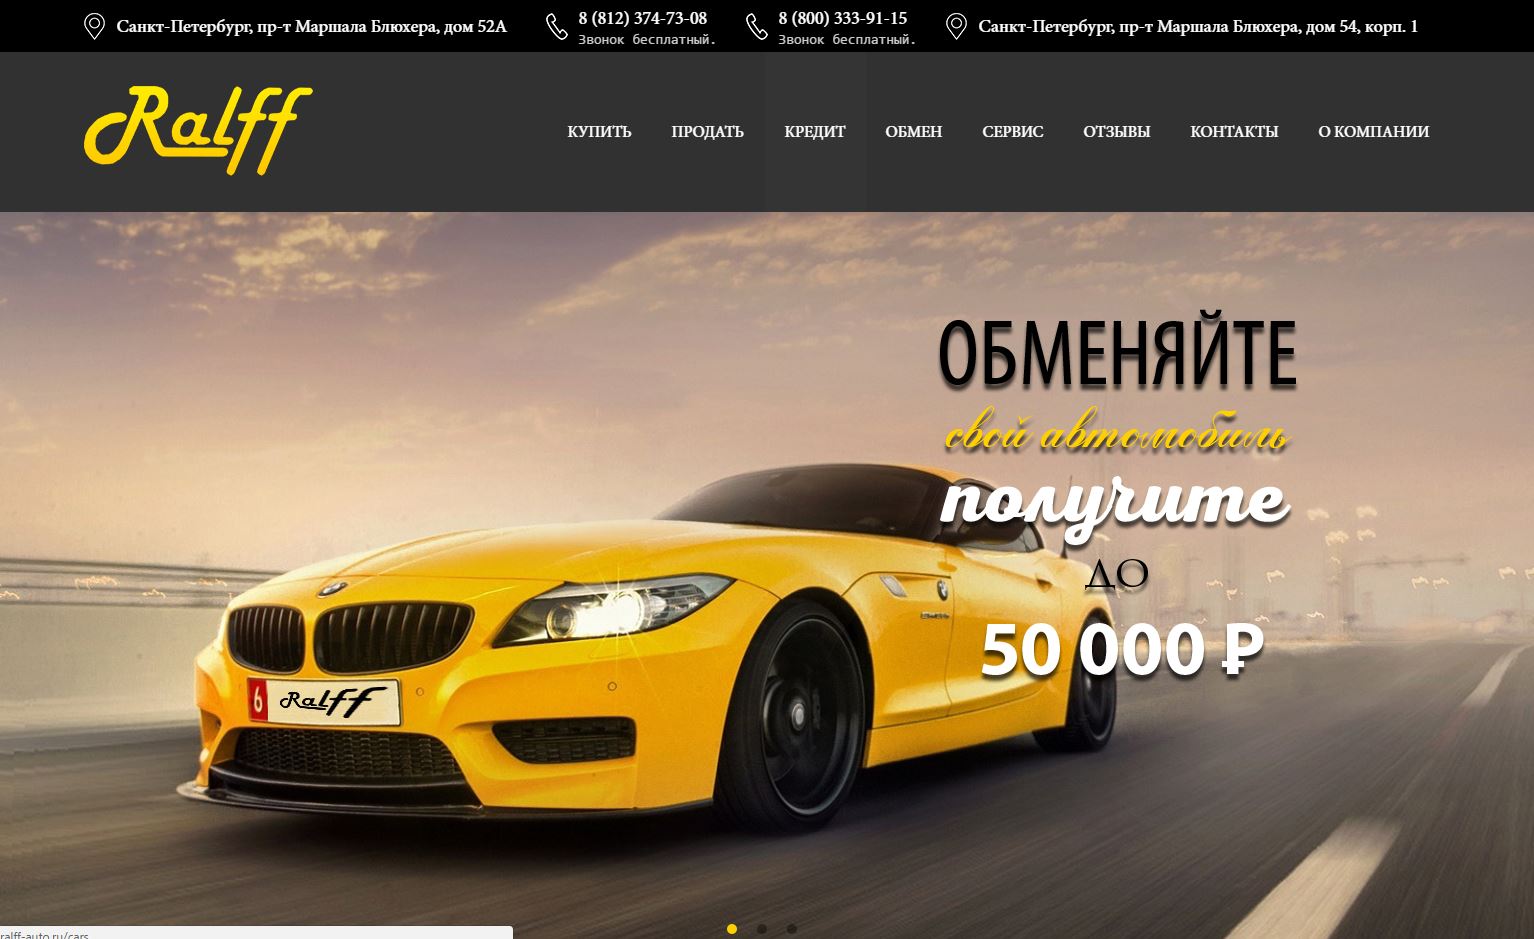 Санкт-Петербург, пр-т Маршала Блюхера, дом 52А
8 (812) 374-73-08
Звонок бесплатный.
8 (800) 333-91-15
Звонок бесплатный.
Санкт-Петербург, пр-т Маршала Блюхера, дом 54, корп. 1
Ralff
КУПИТЬ ПРОДАТЬ КРЕДИТ ОБМЕН СЕРВИС ОТЗЫВЫ КОНТАКТЫ О КОМПАНИИ
ОБМЕНЯЙТЕ
свой автомобиль
получите
ДО
50 000 ₽
6 Ralff
ralff-auto.ru/cars